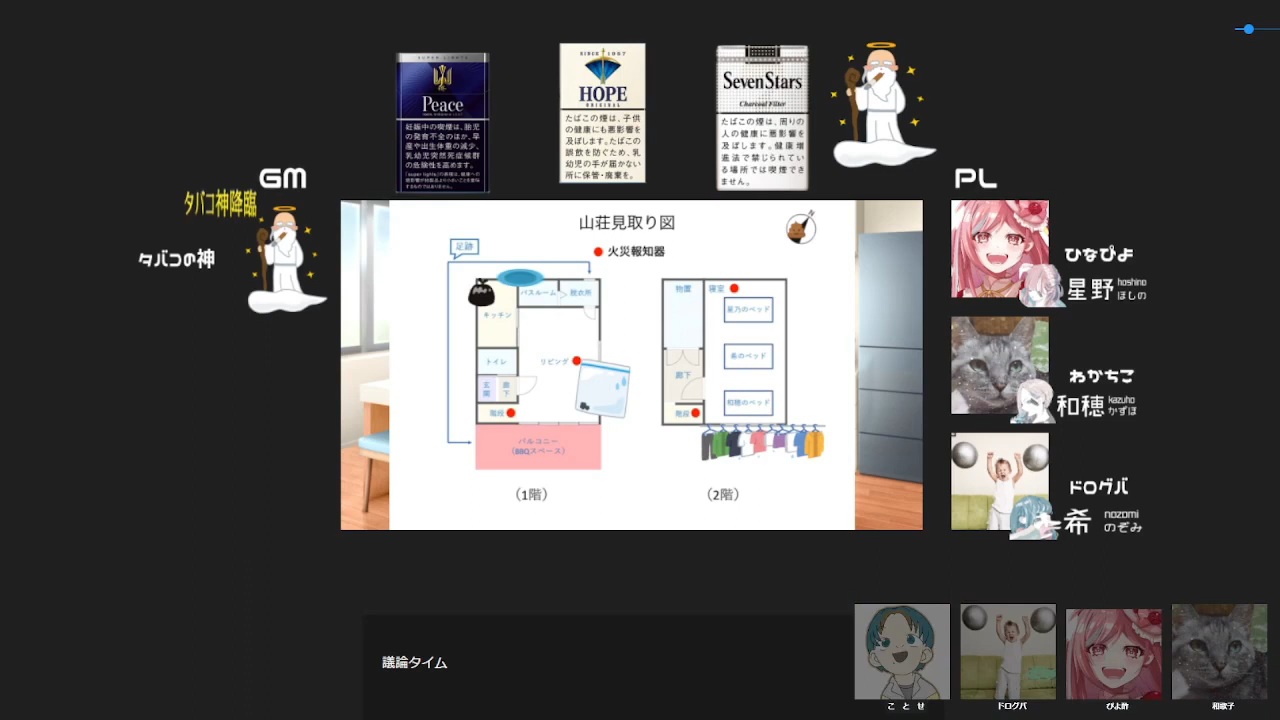 SUPER LIGHTS
Peace
妊娠中の喫煙は、胎児
の発育不全のほか、早
産や出生体重の減少、
乳幼児突然死症候群
の危険性を高めます。
SINCE 1957
HOPE
ORIGINAL
たばこの煙は、子供
の健康にも悪影響を
及ぼします。たばこの
誤飲を防ぐため、乳
幼児の手が届かない
所に保管・廃棄を。
SevenStars
Charcoal Filter
たばこの煙は、周りの
人の健康に悪影響を
及ぼします。健康増
進法で禁じられてい
る場所では喫煙でき
ません。
GM
タバコ神降臨
タバコの神
山荘見取り図
N
火災報知器
足跡
バスルーム
脱衣所
キッチン
トイレ
リビング
玄関
廊下
階段
バルコニー
(BBQスペース)
(1階)
物置
寝室
星乃のベッド
希のベッド
廊下
和穂のベッド
階段
(2階)
PL
ひなぴよ
星野 hoshino ほしの
わかちこ
和穂 kazuho かずほ
ドログバ
希 nozomi のぞみ
議論タイム
ことせ
ドログバ
ぴよ酢
和歌子